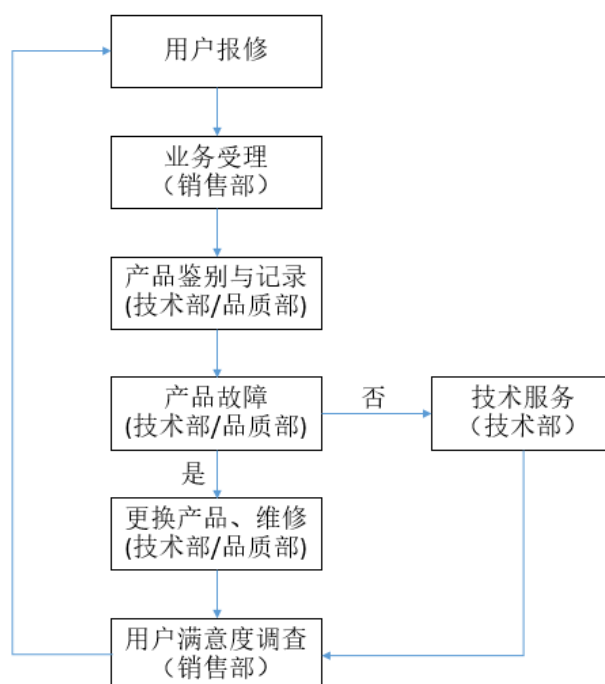 用户报修
业务受理
（销售部）
产品鉴别与记录
(技术部/品质部)
产品故障
(技术部/品质部)
否
技术服务
（技术部）
是
更换产品、维修
(技术部/品质部)
用户满意度调查
（销售部）